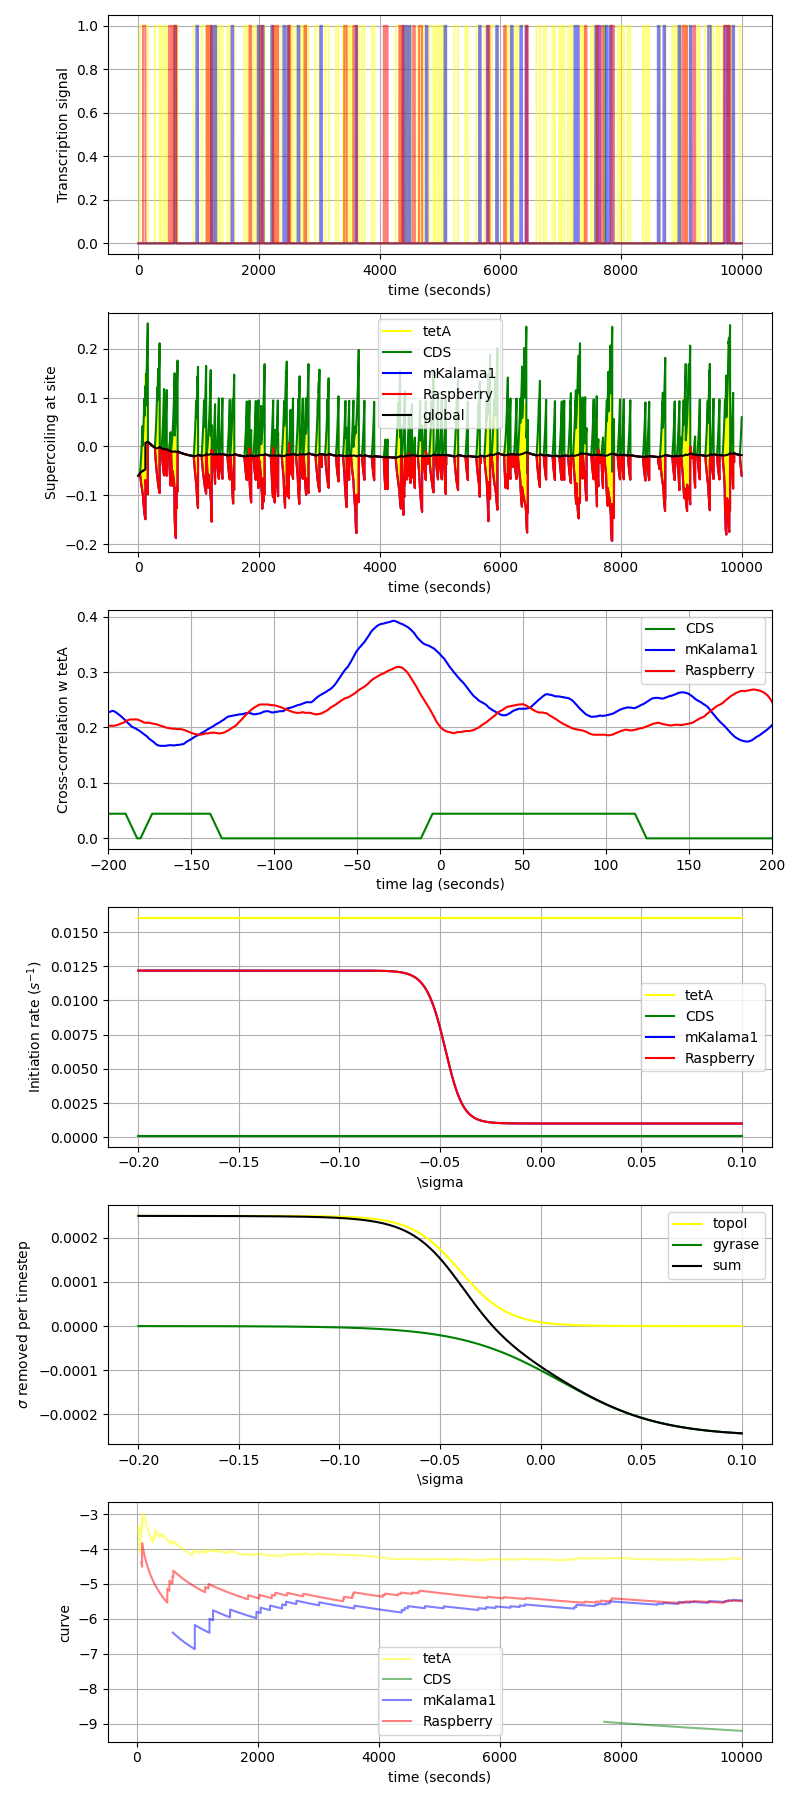 Transcription signal
1.0
0.8
0.6
0.4
0.2
0.0
0
2000
4000
6000
8000
10000
time (seconds)
Supercoiling at site
0.2
0.1
0.0
−0.1
−0.2
tetA
CDS
mKalama1
Raspberry
global
0
2000
4000
6000
8000
10000
time (seconds)
Cross-correlation w tetA
0.4
0.3
0.2
0.1
0.0
CDS
mKalama1
Raspberry
−200
−150
−100
−50
0
50
100
150
200
time lag (seconds)
Initiation rate (s⁻¹)
0.0150
0.0125
0.0100
0.0075
0.0050
0.0025
0.0000
tetA
CDS
mKalama1
Raspberry
−0.20
−0.15
−0.10
−0.05
0.00
0.05
0.10
\sigma
σ removed per timestep
0.0002
0.0001
0.0000
−0.0001
−0.0002
topoI
gyrase
sum
−0.20
−0.15
−0.10
−0.05
0.00
0.05
0.10
\sigma
curve
−3
−4
−5
−6
−7
−8
−9
tetA
CDS
mKalama1
Raspberry
0
2000
4000
6000
8000
10000
time (seconds)